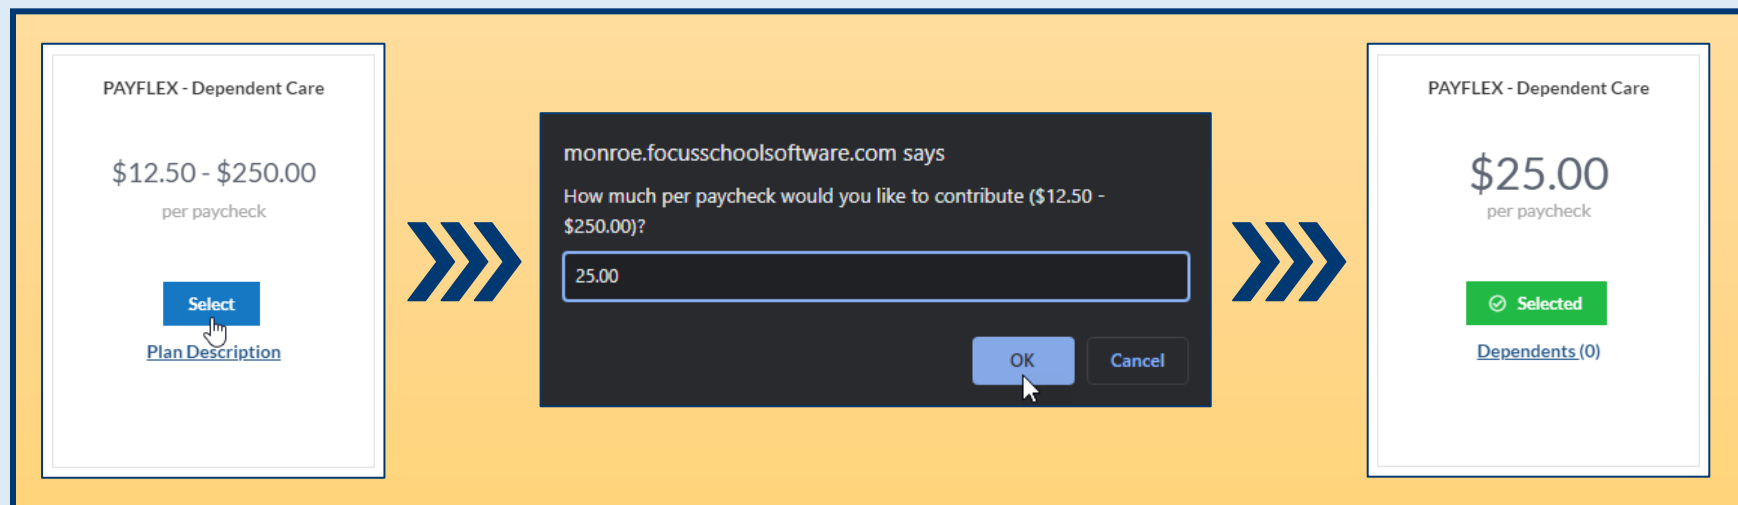 PAYFLEX - Dependent Care
$12.50 - $250.00
per paycheck
Select
Plan Description
monroe.focusschoolsoftware.com says
How much per paycheck would you like to contribute ($12.50 -
$250.00)?
25.00
OK
Cancel
PAYFLEX - Dependent Care
$25.00
per paycheck
Selected
Dependents (0)